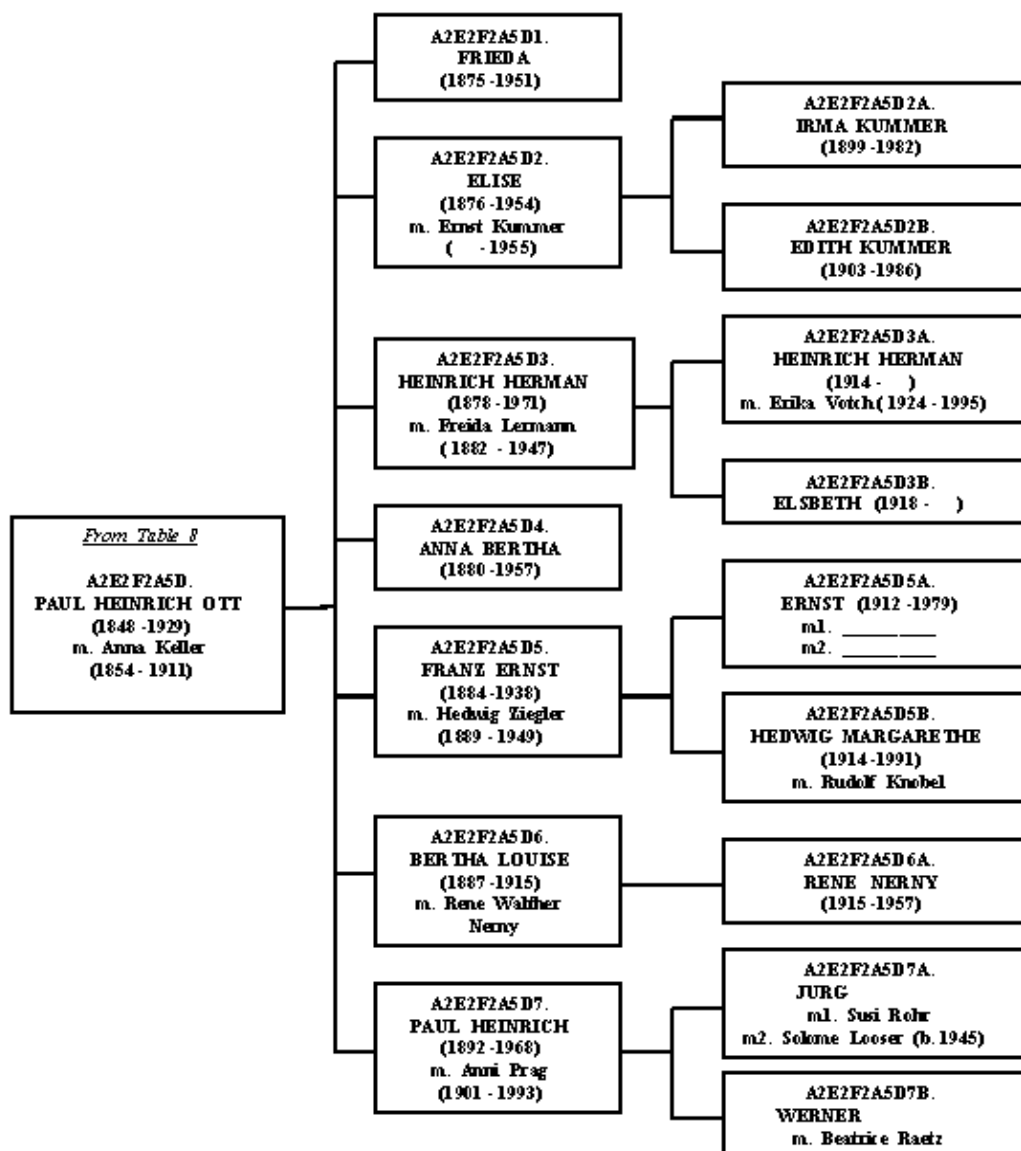 From Table 8
A2E2F2A5D.
PAUL HEINRICH OTT
(1848 - 1929)
m. Anna Keller
(1854 - 1911)
A2E2F2A5D1.
FRIEDA
(1875 - 1951)
A2E2F2A5D2.
ELISE
(1876 - 1954)
m. Ernst Kummer
(    - 1955)
A2E2F2A5D2A.
IRMA KUMMER
(1899 - 1982)
A2E2F2A5D2B.
EDITH KUMMER
(1903 - 1986)
A2E2F2A5D3.
HEINRICH HERMAN
(1878 - 1971)
m. Freida Lermann
( 1882 - 1947)
A2E2F2A5D3A.
HEINRICH HERMAN
(1914 -    )
m. Erika Votch ( 1924 - 1995)
A2E2F2A5D3B.
ELSBETH (1918 -    )
A2E2F2A5D4.
ANNA BERTHA
(1880 - 1957)
A2E2F2A5D5.
FRANZ ERNST
(1884 - 1938)
m. Hedwig Ziegler
(1889 - 1949)
A2E2F2A5D5A.
ERNST (1912 - 1979)
m1. __________
m2. __________
A2E2F2A5D5B.
HEDWIG MARGARETHE
(1914 - 1991)
m. Rudolf Knobel
A2E2F2A5D6.
BERTHA LOUISE
(1887 - 1915)
m. Rene Walther
Nerny
A2E2F2A5D6A.
RENE NERNY
(1915 - 1957)
A2E2F2A5D7.
PAUL HEINRICH
(1892 - 1968)
m. Anni Prag
(1901 - 1993)
A2E2F2A5D7A.
JURG
m1. Susi Rohr
m2. Solome Looser (b. 1945)
A2E2F2A5D7B.
WERNER
m. Beatrice Raetz